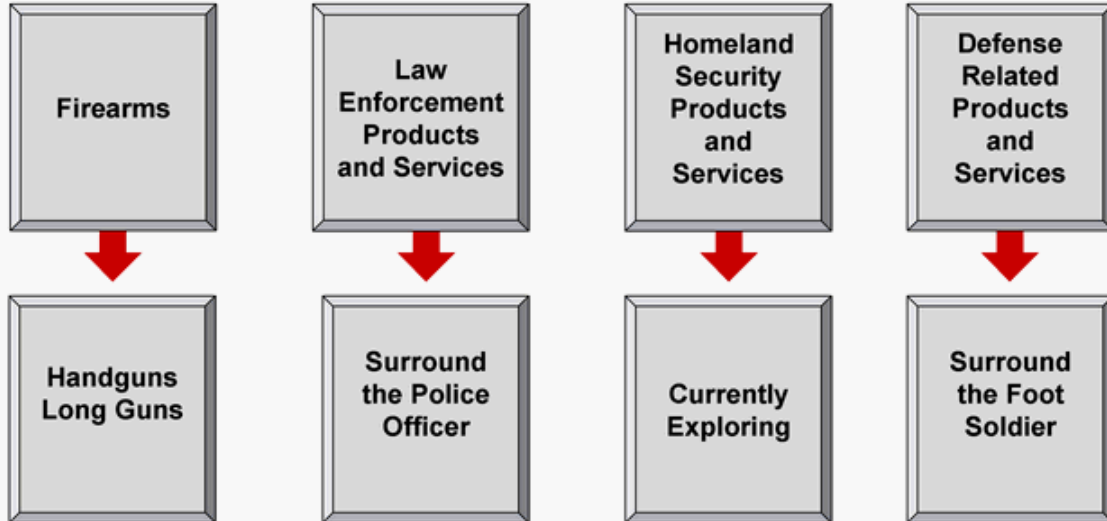 Firearms
Law
Enforcement
Products
and Services
Homeland
Security
Products
and
Services
Defense
Related
Products
and
Services
Handguns
Long Guns
Surround
the Police
Officer
Currently
Exploring
Surround
the Foot
Soldier